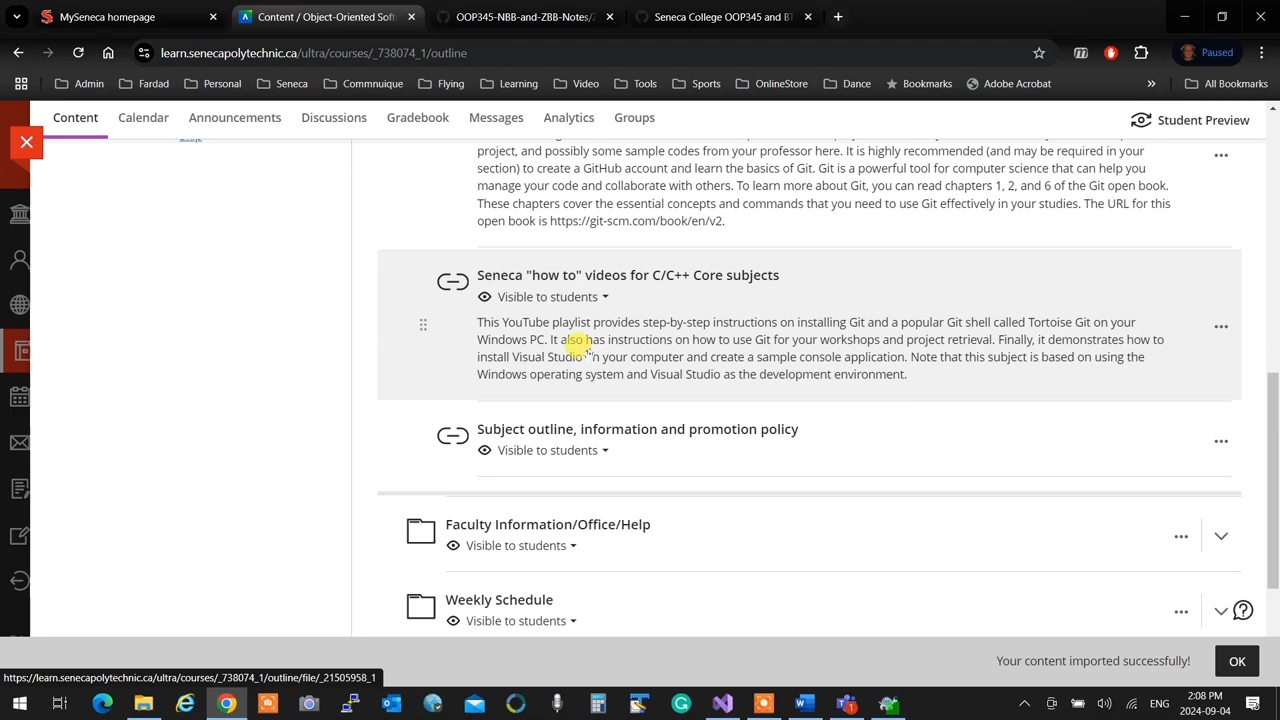 MySeneca homepage
Content / Object-Oriented Soft
OOP345-NBB-and-ZBB-Notes/
Seneca College OOP345 and BT
learn.senecapolytechnic.ca/ultra/courses/_738074_1/outline
Paused
Admin
Fardad
Personal
Seneca
Commnuique
Flying
Learning
Sports
OnlineStore
Dance
Bookmarks
Adobe Acrobat
All Bookmarks
Content
Calendar
Announcements
Discussions
Gradebook
Messages
Analytics
Groups
Student Preview
project, and possibly some sample codes from your professor here. It is highly recommended (and may be required in your
section) to create a GitHub account and learn the basics of Git. Git is a powerful tool for computer science that can help you
manage your code and collaborate with others. To learn more about Git, you can read chapters 1, 2, and 6 of the Git open book.
These chapters cover the essential concepts and commands that you need to use Git effectively in your studies. The URL for this
open book is https://git-scm.com/book/en/v2.
Seneca "how to" videos for C/C++ Core subjects
Visible to students
This YouTube playlist provides step-by-step instructions on installing Git and a popular Git shell called Tortoise Git on your
Windows PC. It also has instructions on how to use Git for your workshops and project retrieval. Finally, it demonstrates how to
install Visual Studio in your computer and create a sample console application. Note that this subject is based on using the
Windows operating system and Visual Studio as the development environment.
Subject outline, information and promotion policy
Visible to students
Faculty Information/Office/Help
Visible to students
Weekly Schedule
Visible to students
Your content imported successfully!
OK
https://learn.senecapolytechnic.ca/ultra/courses/_738074_1/outline/file/_21905908_1
ENG
2:08 PM
2024-09-04